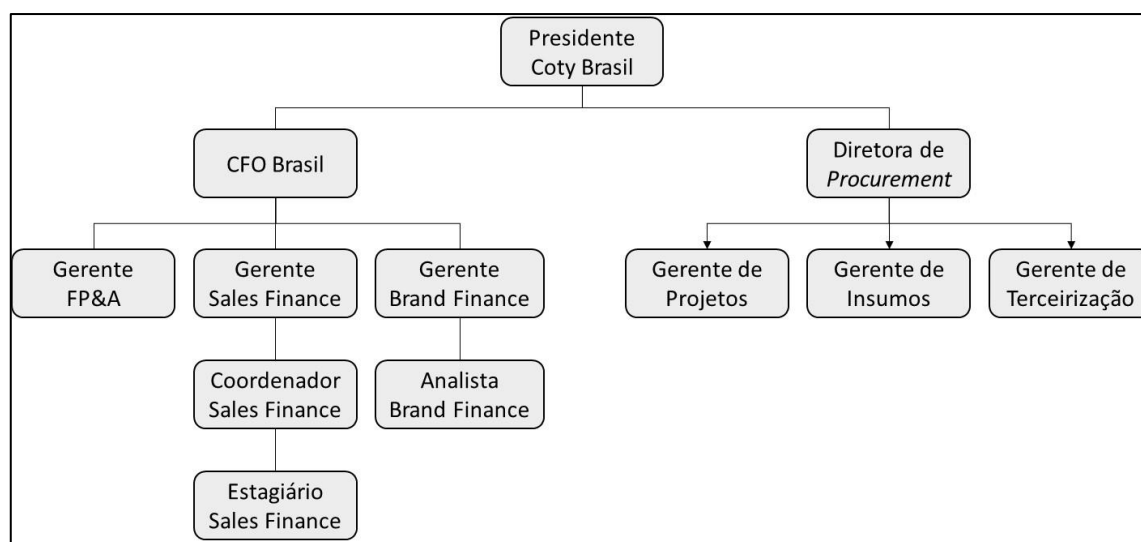 Presidente
Coty Brasil
CFO Brasil
Diretora de
Procurement
Gerente
FP&A
Gerente
Sales Finance
Gerente
Brand Finance
Gerente de
Projetos
Gerente de
Insumos
Gerente de
Terceirização
Coordenador
Sales Finance
Analista
Brand Finance
Estagiário
Sales Finance